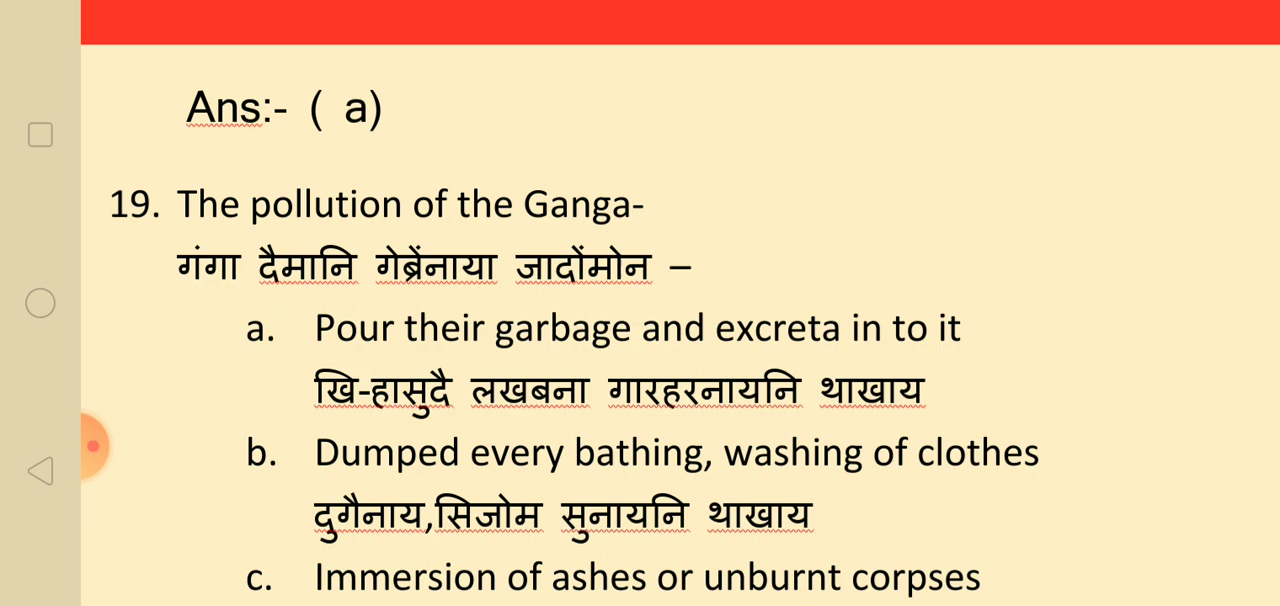 Ans:- ( a)
19. The pollution of the Ganga-
गंगा दैमानि गेब्रेंनाया जादोंमोन –
a. Pour their garbage and excreta in to it
खि-हासुदै लखबना गारहरनायनि थाखाय
b. Dumped every bathing, washing of clothes
दुगैनाय,सिजोम सुनायनि थाखाय
c. Immersion of ashes or unburnt corpses